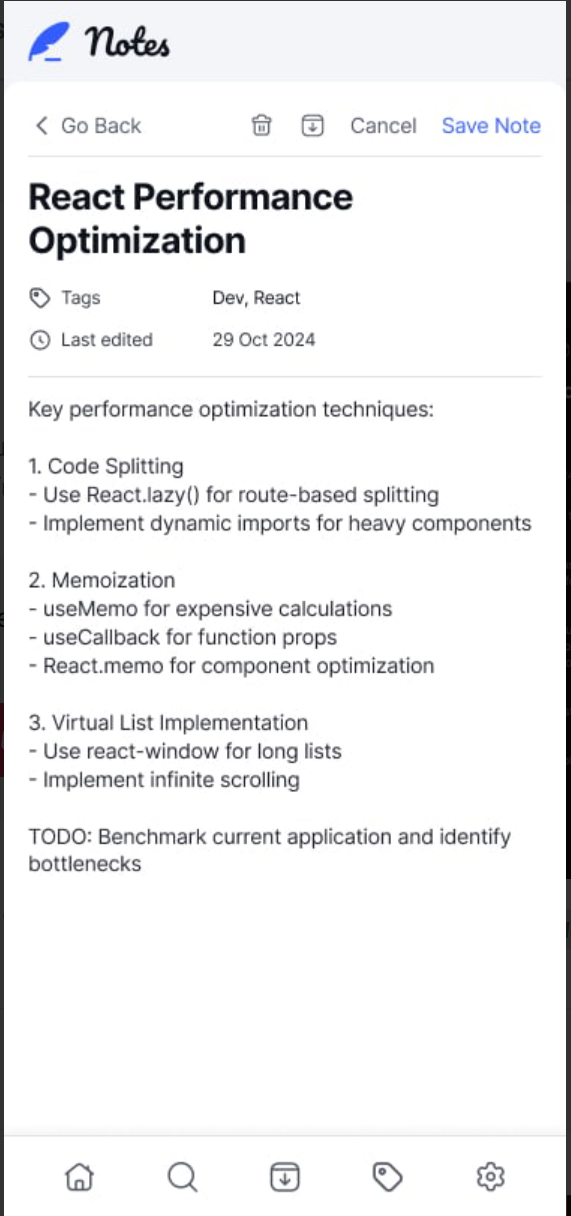 Notes
Go Back
Cancel
Save Note
React Performance
Optimization
Tags
Dev, React
Last edited
29 Oct 2024
Key performance optimization techniques:
1. Code Splitting
- Use React.lazy() for route-based splitting
- Implement dynamic imports for heavy components
2. Memoization
- useMemo for expensive calculations
- useCallback for function props
- React.memo for component optimization
3. Virtual List Implementation
- Use react-window for long lists
- Implement infinite scrolling
TODO: Benchmark current application and identify
bottlenecks